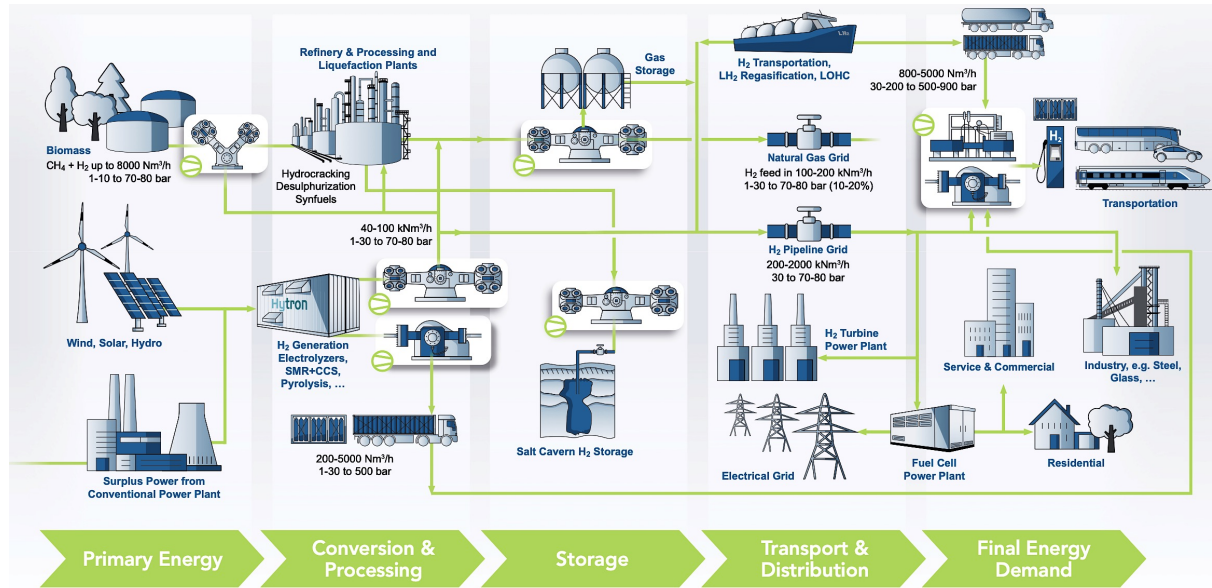 Refinery & Processing and
Liquefaction Plants
Gas
Storage
LH₂
H₂ Transportation,
LH₂ Regasification, LOHC
800-5000 Nm³/h
30-200 to 500-900 bar
Biomass
CH₄ + H₂ up to 8000 Nm³/h
1-10 to 70-80 bar
Hydrocracking
Desulphurization
Synfuels
Natural Gas Grid
H₂ feed in 100-200 kNm³/h
1-30 to 70-80 bar (10-20%)
H₂
Transportation
40-100 kNm³/h
1-30 to 70-80 bar
H₂ Pipeline Grid
200-2000 kNm³/h
30 to 70-80 bar
Wind, Solar, Hydro
Hytron
H₂ Generation
Electrolyzers,
SMR+CCS,
Pyrolysis, ...
H₂ Turbine
Power Plant
Service & Commercial
Industry, e.g. Steel,
Glass, ...
200-5000 Nm³/h
1-30 to 500 bar
Salt Cavern H₂ Storage
Surplus Power from
Conventional Power Plant
Electrical Grid
Fuel Cell
Power Plant
Residential
Primary Energy
Conversion &
Processing
Storage
Transport &
Distribution
Final Energy
Demand